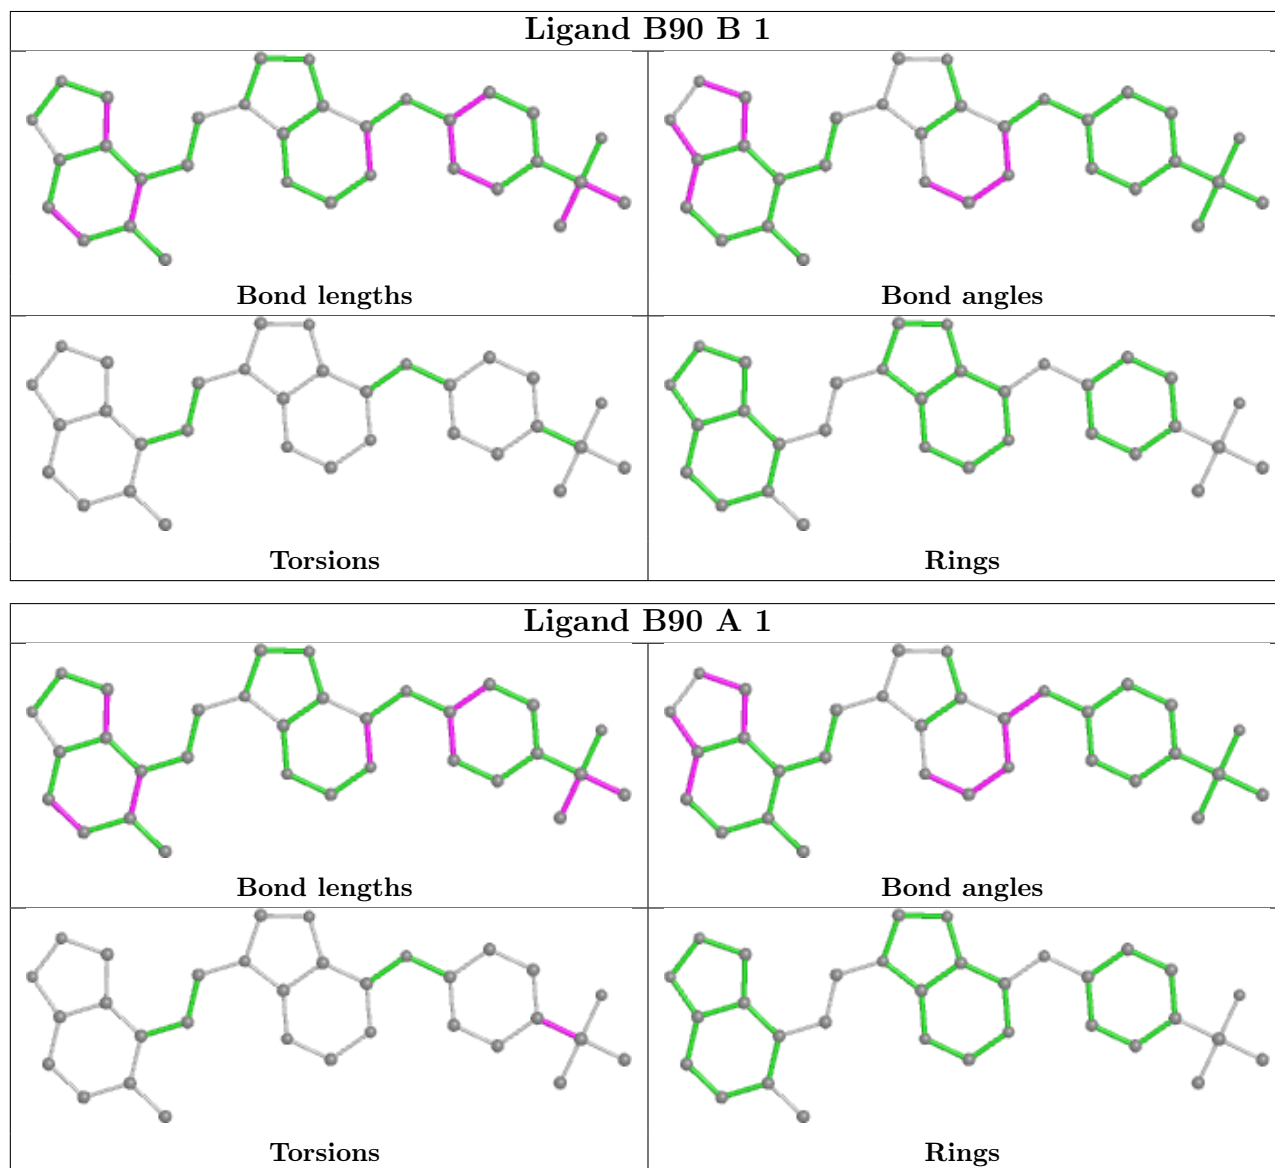 Ligand B90 B 1
Bond lengths
Bond angles
Torsions
Rings
Ligand B90 A 1
Bond lengths
Bond angles
Torsions
Rings